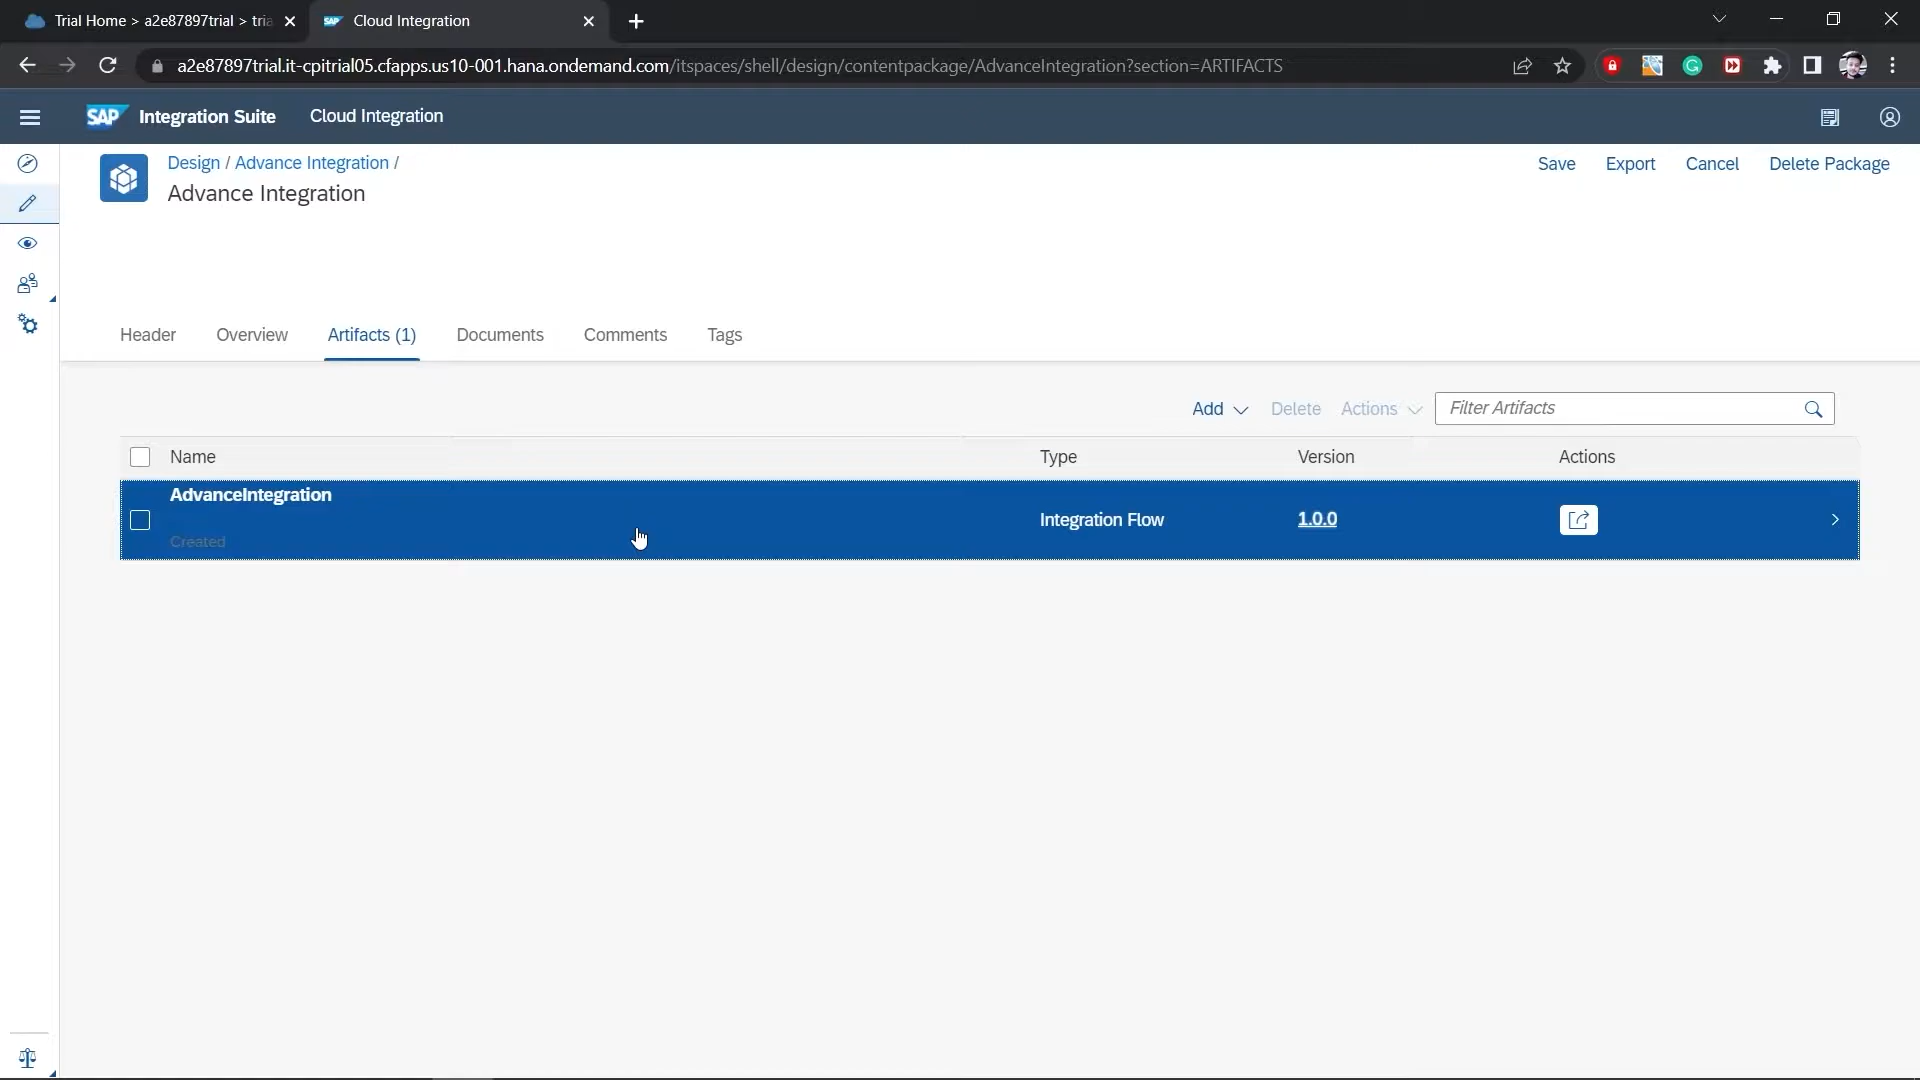 Trial Home > a2e87897trial > tria
Cloud Integration
a2e87897trial.it-cpitrial05.cfapps.us10-001.hana.ondemand.com/itspaces/shell/design/contentpackage/AdvanceIntegration?section=ARTIFACTS
SAP Integration Suite Cloud Integration
Design / Advance Integration /
Advance Integration
Save Export Cancel Delete Package
Header Overview Artifacts (1) Documents Comments Tags
Add Delete Actions Filter Artifacts
Name Type Version Actions
AdvanceIntegration
Integration Flow 1.0.0
Created